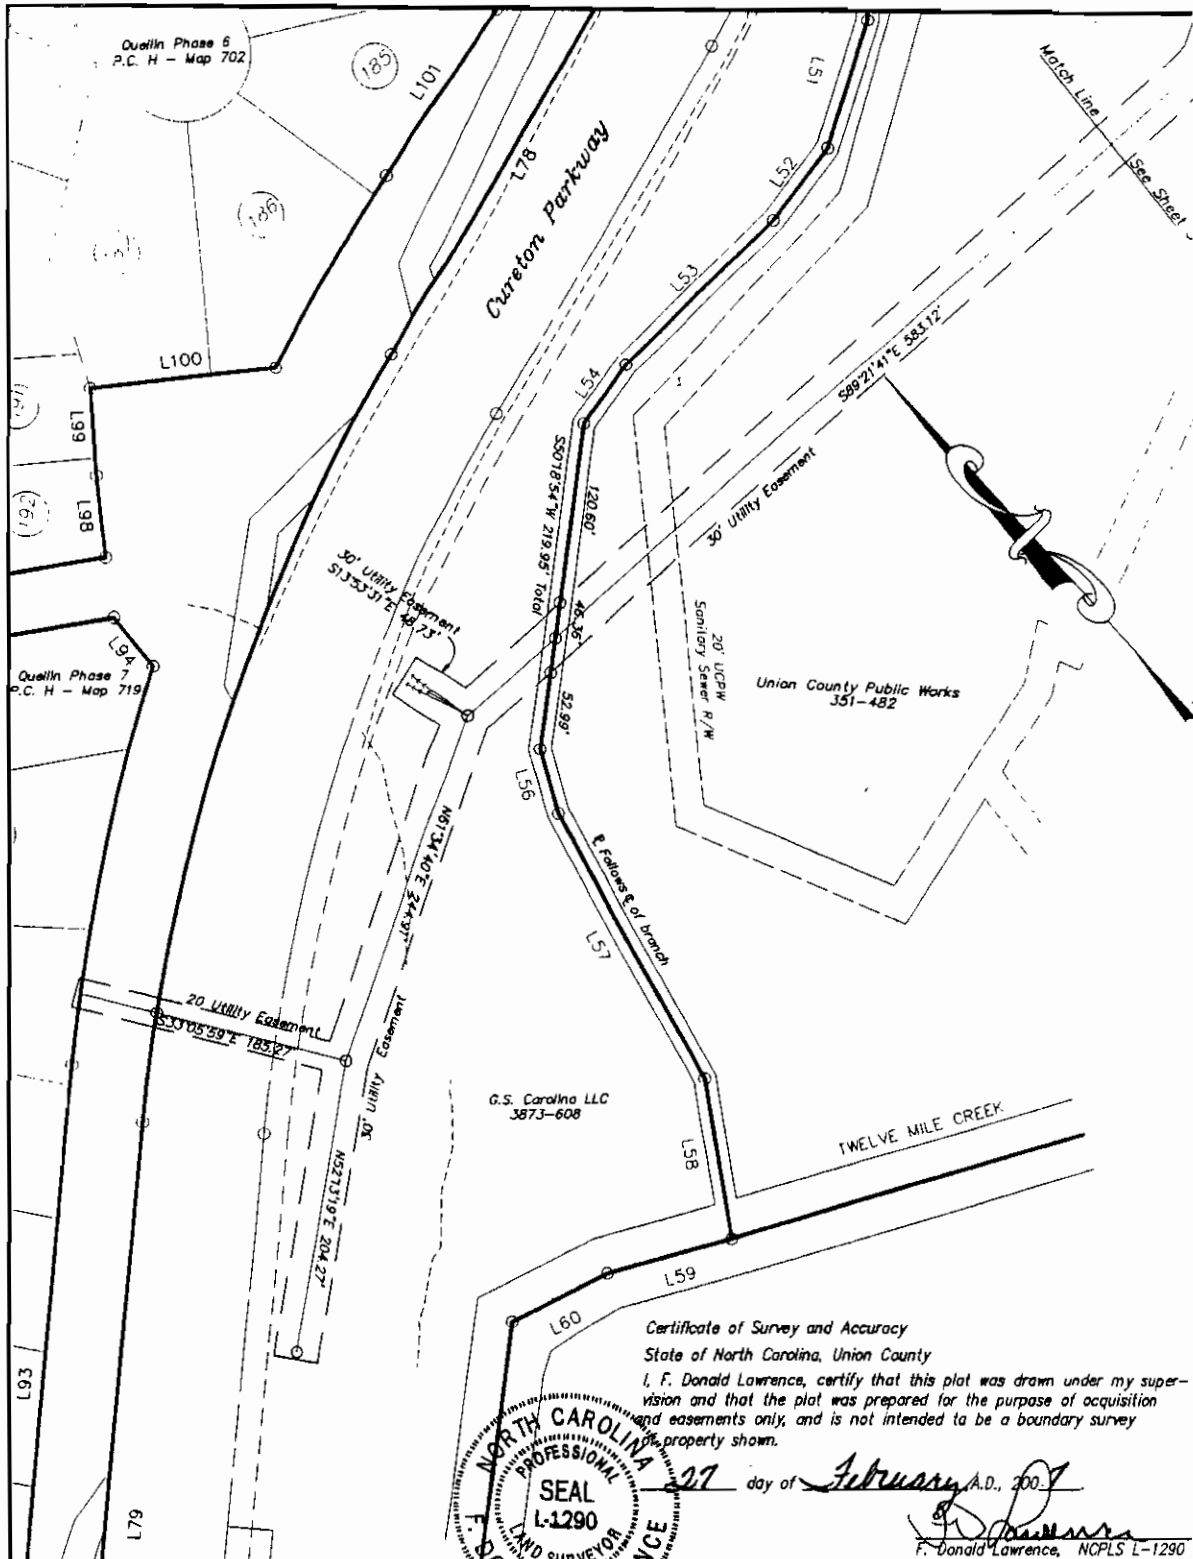 Quellin Phase 6
P.C. H - Map 702
185
L101
L78
Cureton Parkway
L51
Match Line
See Sheet
L52
186
L53
L100
S89°21'41"E 583.12'
191
L99
L54
192
L98
S50°18'54"W 219.95' Total
120.60'
30' Utility Easement
30' Utility Easement
S13°53'31"E 48.73'
46.36'
L94
Quellin Phase 7
P.C. H - Map 719
52.99'
20' UCPW
Sanitary Sewer R/W
Union County Public Works
351-482
L56
N61°34'40"E 244.97'
℄ Follows ℄ of branch
L57
20 Utility Easement
S33°05'59"E 185.27'
30' Utility Easement
G.S. Carolina LLC
3873-608
TWELVE MILE CREEK
L58
N52°13'19"E 204.27'
L59
L60
L93
L79
Certificate of Survey and Accuracy
State of North Carolina, Union County
I, F. Donald Lawrence, certify that this plat was drawn under my super-
vision and that the plat was prepared for the purpose of acquisition
and easements only, and is not intended to be a boundary survey
of property shown.
27 day of February A.D., 2007
F. Donald Lawrence, NCPLS L-1290
NORTH CAROLINA
PROFESSIONAL
SEAL
L-1290
LAND SURVEYOR